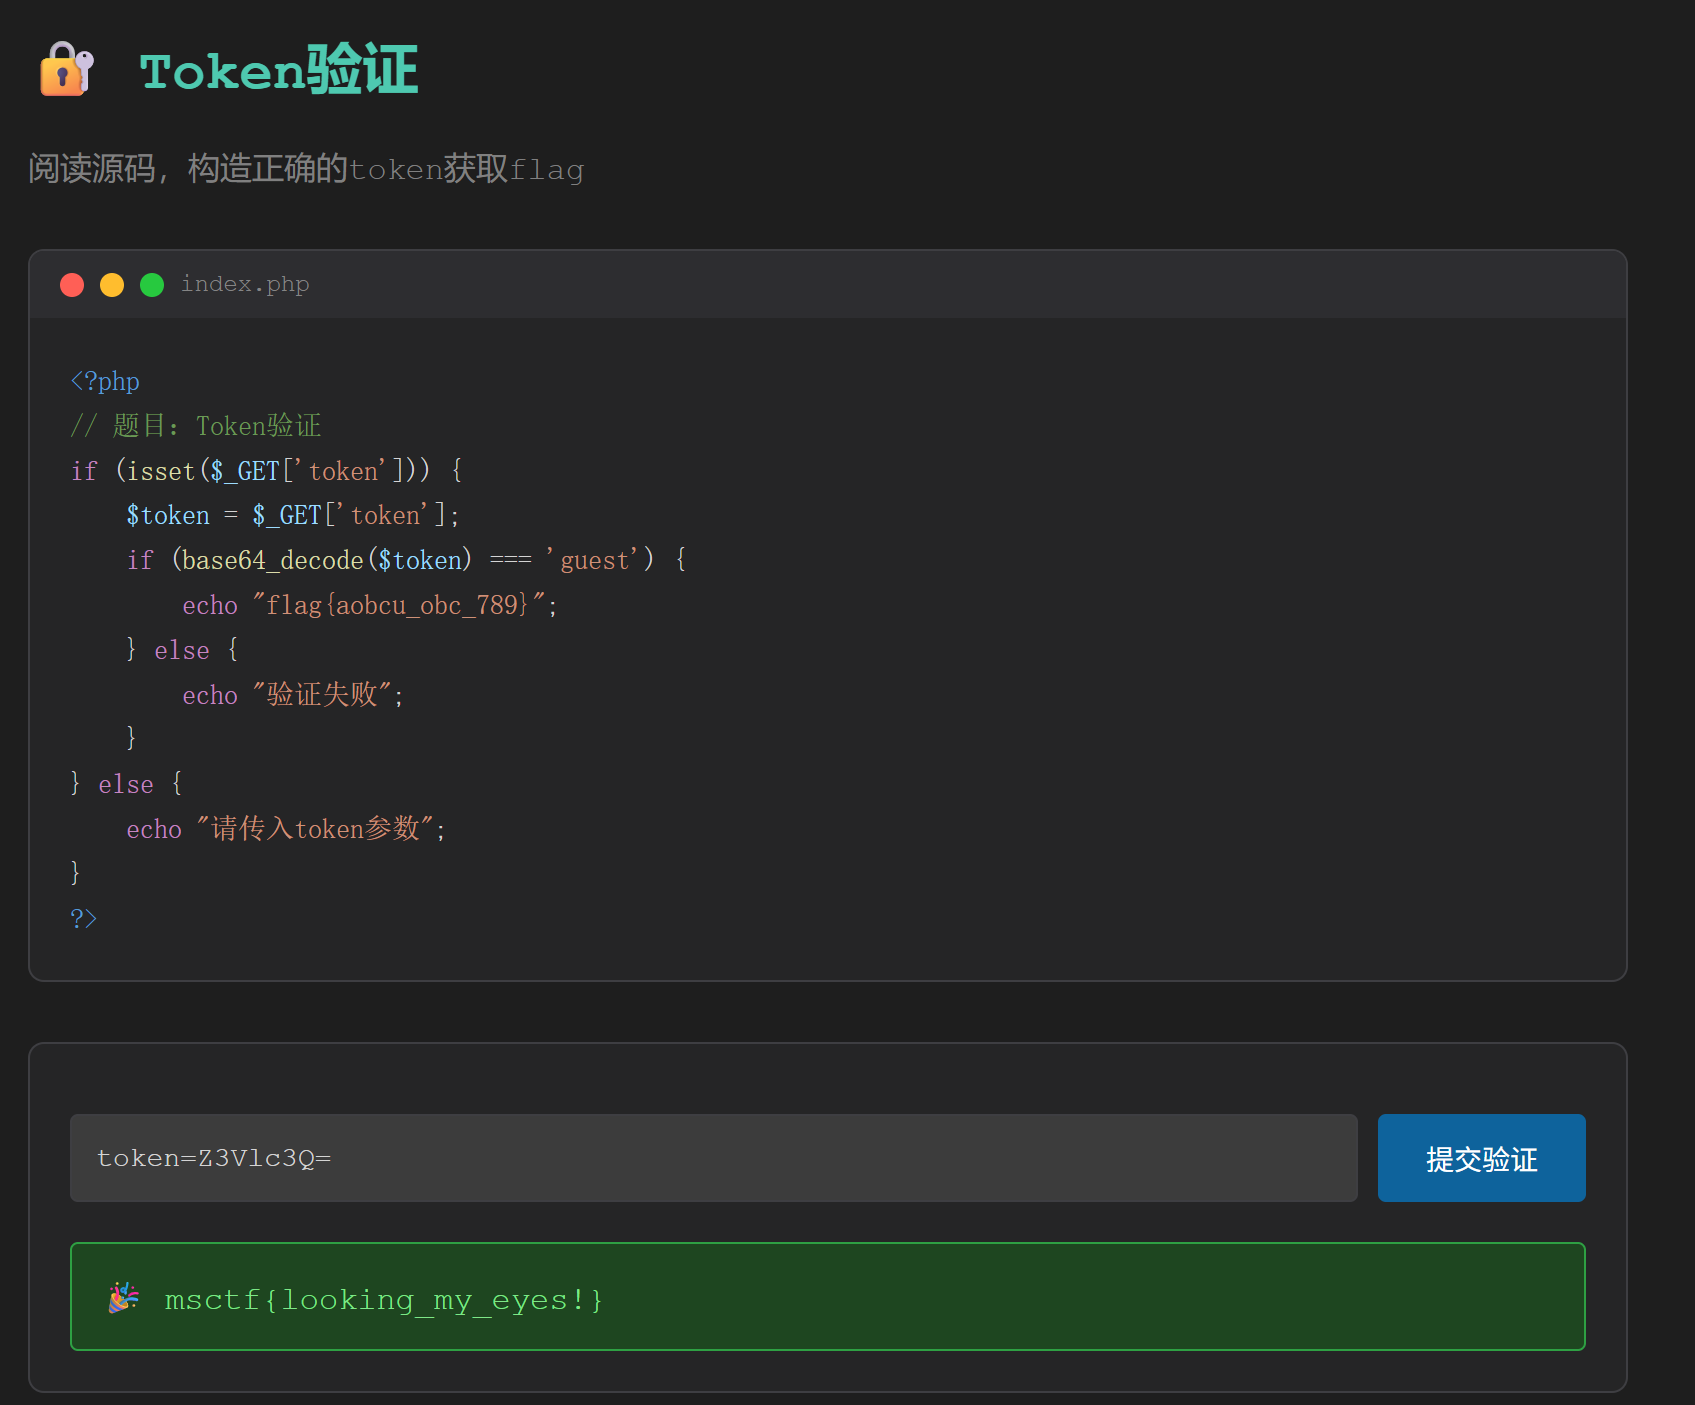 Token验证
阅读源码，构造正确的token获取flag
index.php
<?php
// 题目：Token验证
if (isset($_GET['token'])) {
    $token = $_GET['token'];
    if (base64_decode($token) === 'guest') {
        echo "flag{aobcu_obc_789}";
    } else {
        echo "验证失败";
    }
} else {
    echo "请传入token参数";
}
?>
token=Z3Vlc3Q=
提交验证
🎉 msctf{looking_my_eyes!}